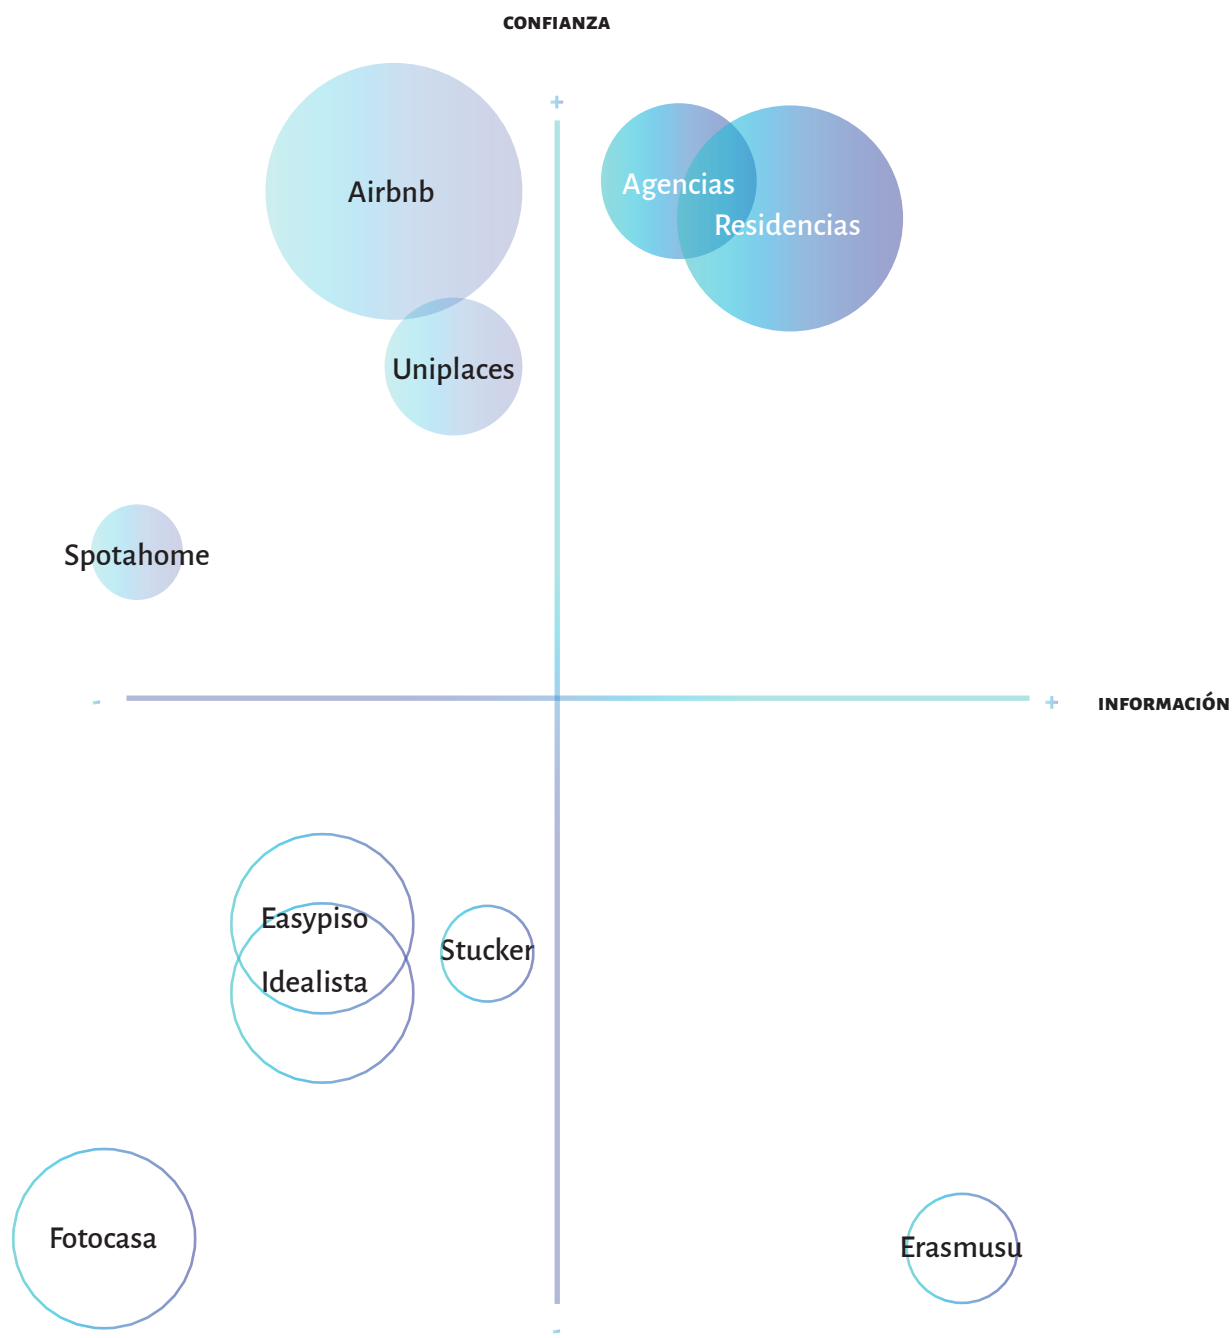 CONFIANZA
+
Airbnb
Agencias
Residencias
Uniplaces
Spotahome
-
+
INFORMACIÓN
Easypiso
Stucker
Idealista
Fotocasa
Erasmusu
-